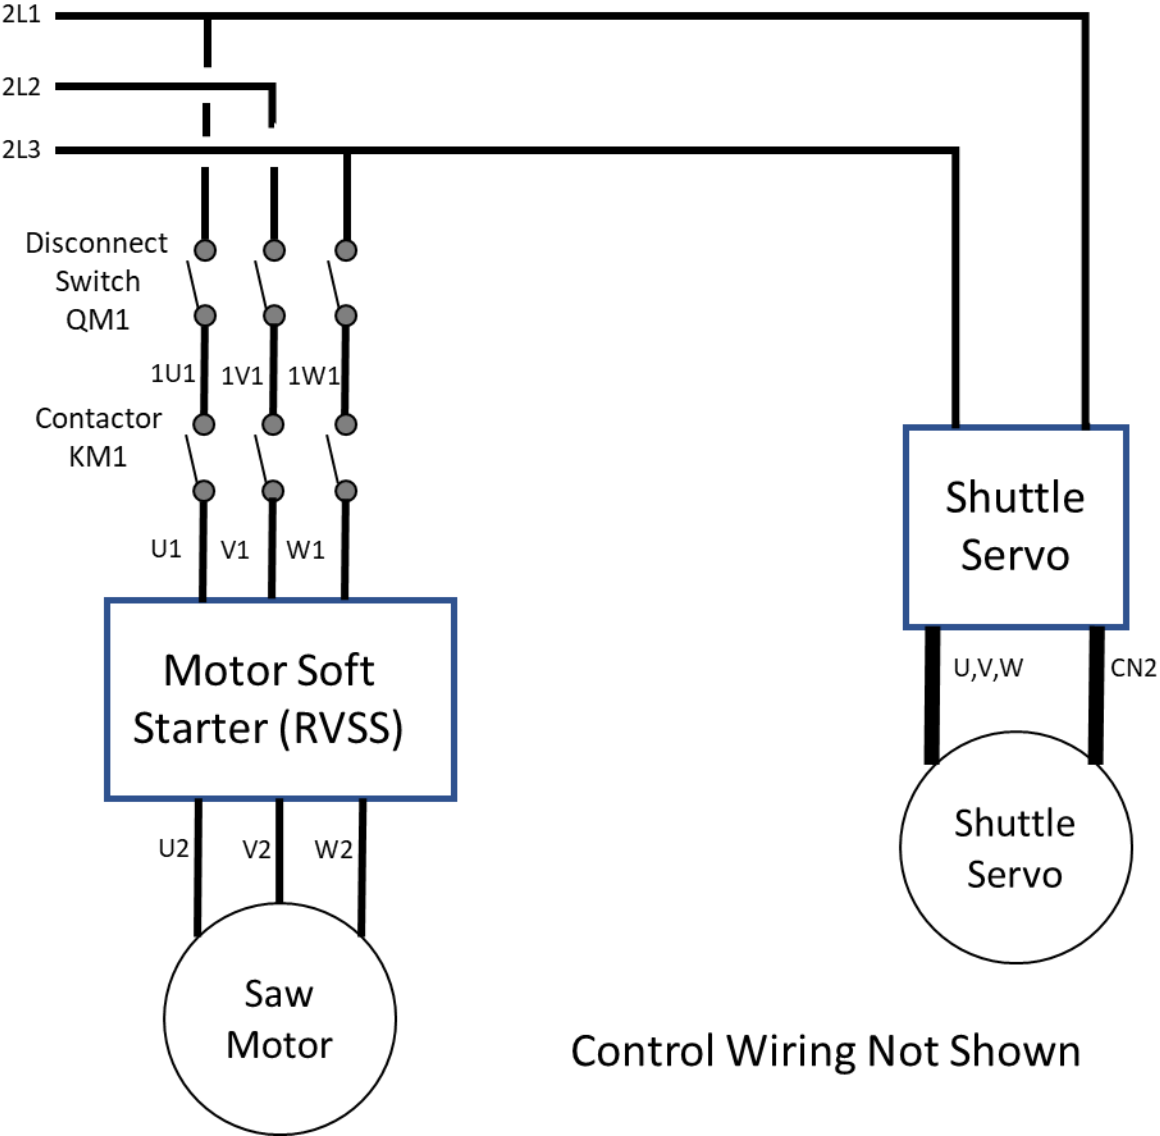 2L1
2L2
2L3
Disconnect
Switch
QM1
1U1 1V1 1W1
Contactor
KM1
U1 V1 W1
Motor Soft
Starter (RVSS)
U2 V2 W2
Saw
Motor
Shuttle
Servo
U,V,W CN2
Shuttle
Servo
Control Wiring Not Shown